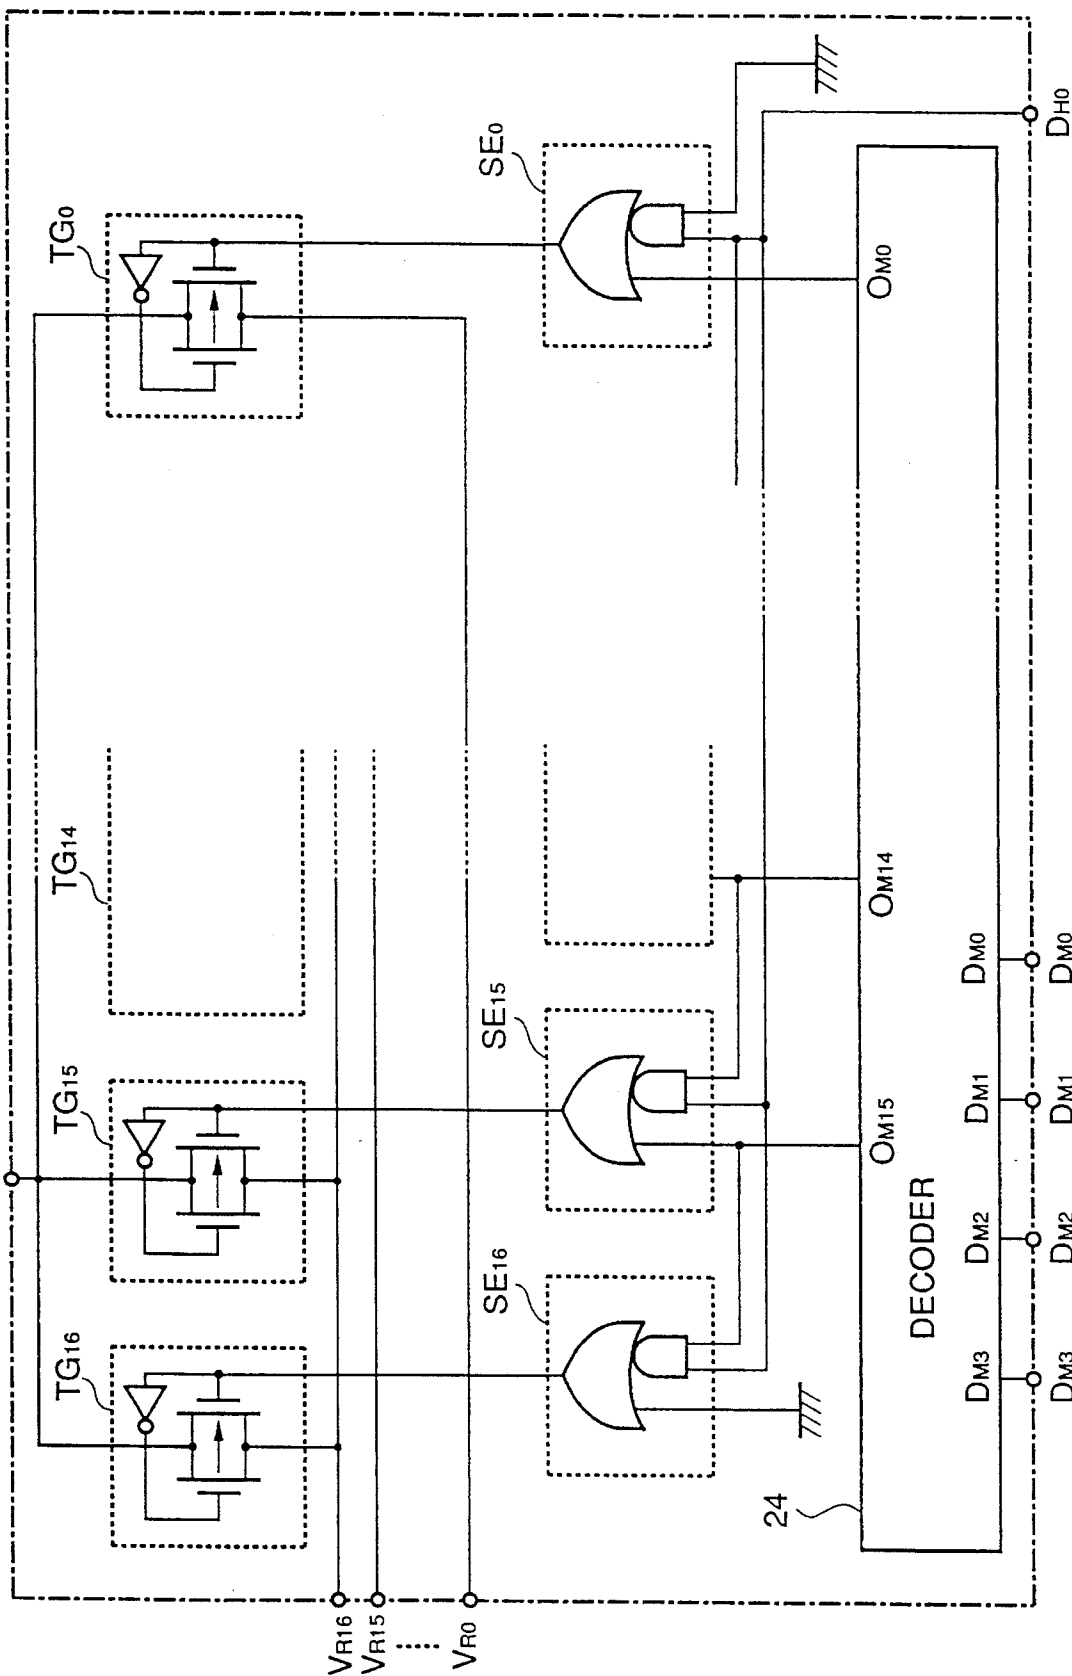 TG16
TG15
TG14
TG0
VR16
VR15
VR0
SE16
SE15
SE0
24
DECODER
OM15
OM14
OM0
DM3
DM2
DM1
DM0
DM3
DM2
DM1
DM0
DH0